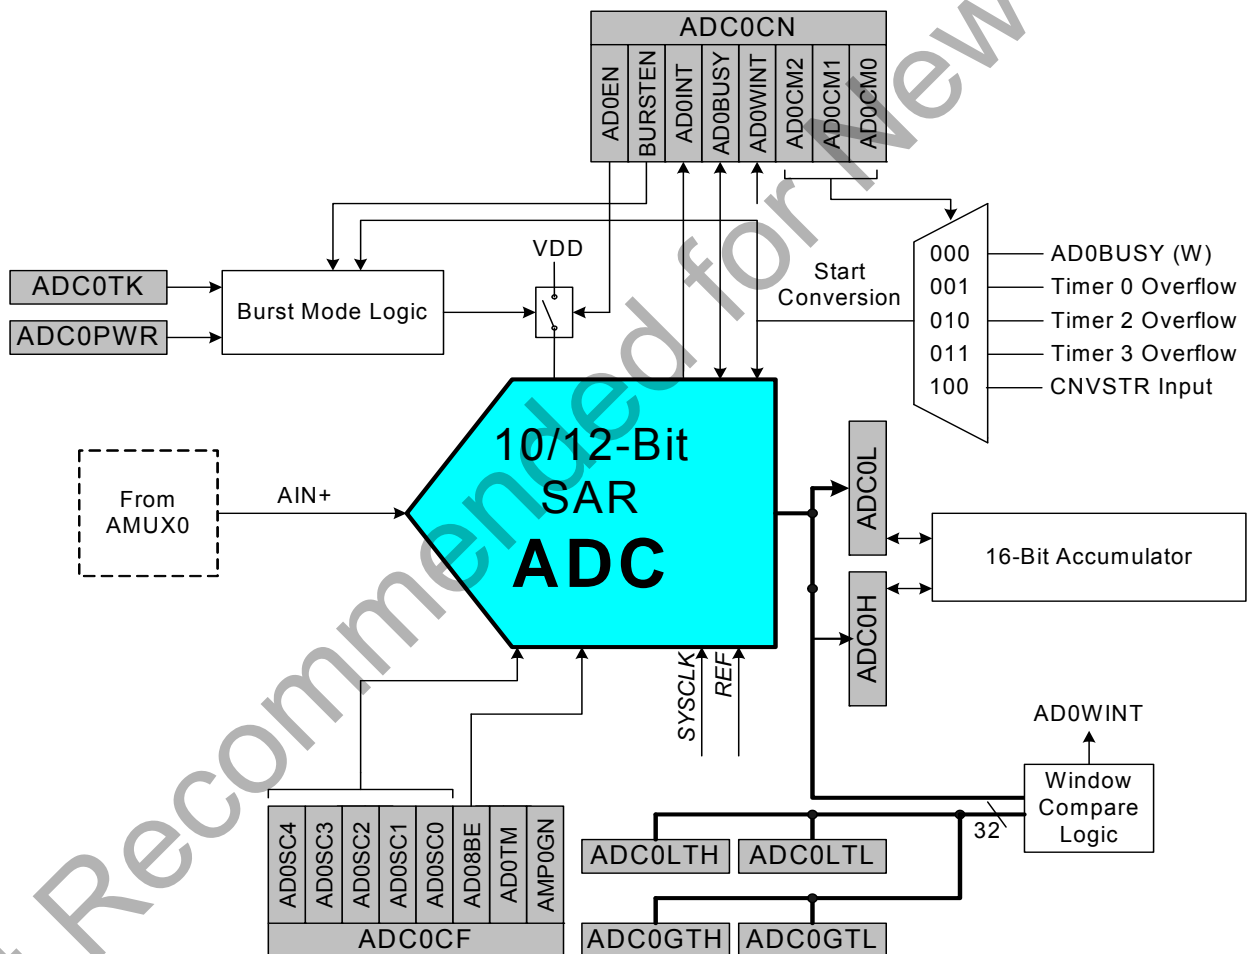 ADC0CN
AD0EN
BURSTEN
AD0INT
AD0BUSY
AD0WINT
AD0CM2
AD0CM1
AD0CM0
VDD
ADC0TK
ADC0PWR
Burst Mode Logic
Start
Conversion
000
001
010
011
100
AD0BUSY (W)
Timer 0 Overflow
Timer 2 Overflow
Timer 3 Overflow
CNVSTR Input
From
AMUX0
AIN+
10/12-Bit
SAR
ADC
ADC0L
ADC0H
16-Bit Accumulator
SYSCLK
REF
AD0WINT
Window
Compare
Logic
32
AD0SC4
AD0SC3
AD0SC2
AD0SC1
AD0SC0
AD08BE
AD0TM
AMP0GN
ADC0CF
ADC0LTH
ADC0LTL
ADC0GTH
ADC0GTL
Recommended for New